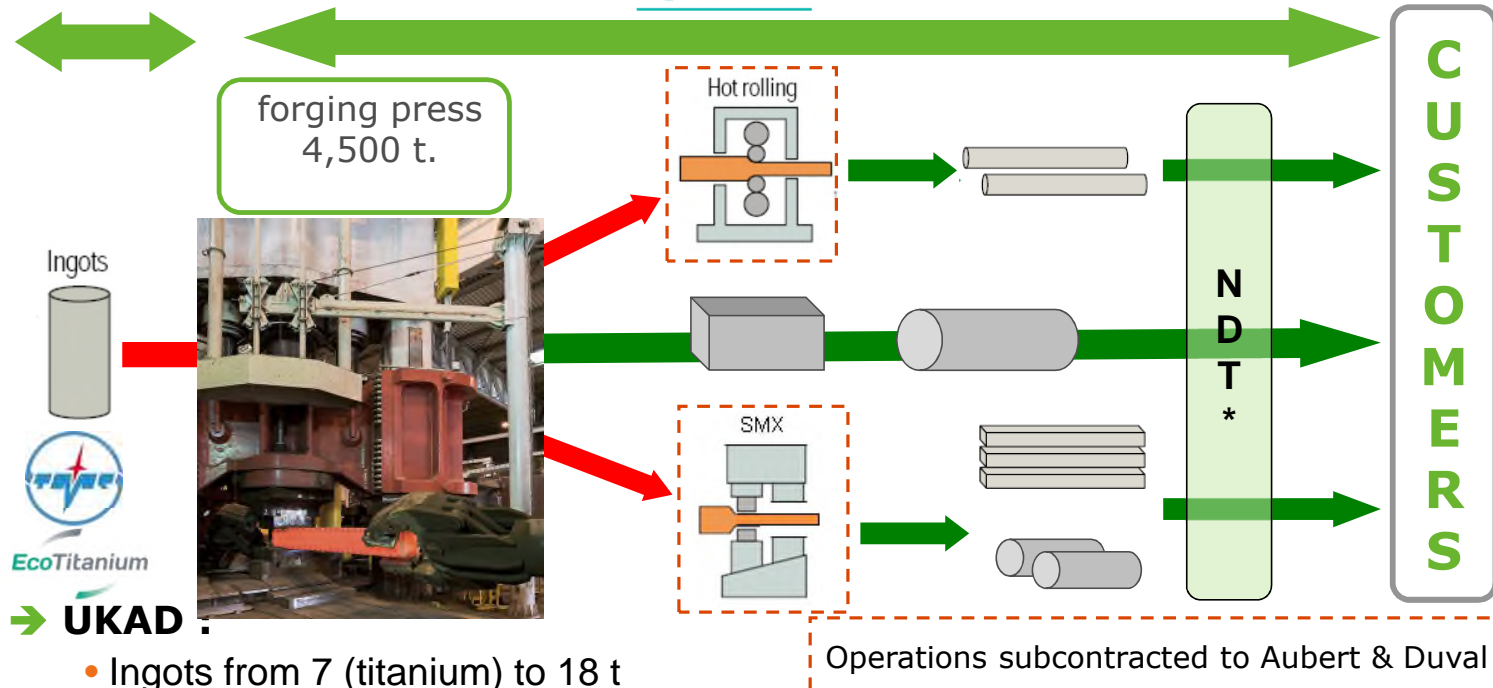 forging press
4,500 t.
Hot rolling
Ingots
SMX
N
D
T
*
C
U
S
T
O
M
E
R
S
EcoTitanium
UKAD :
• Ingots from 7 (titanium) to 18 t
Operations subcontracted to Aubert & Duval